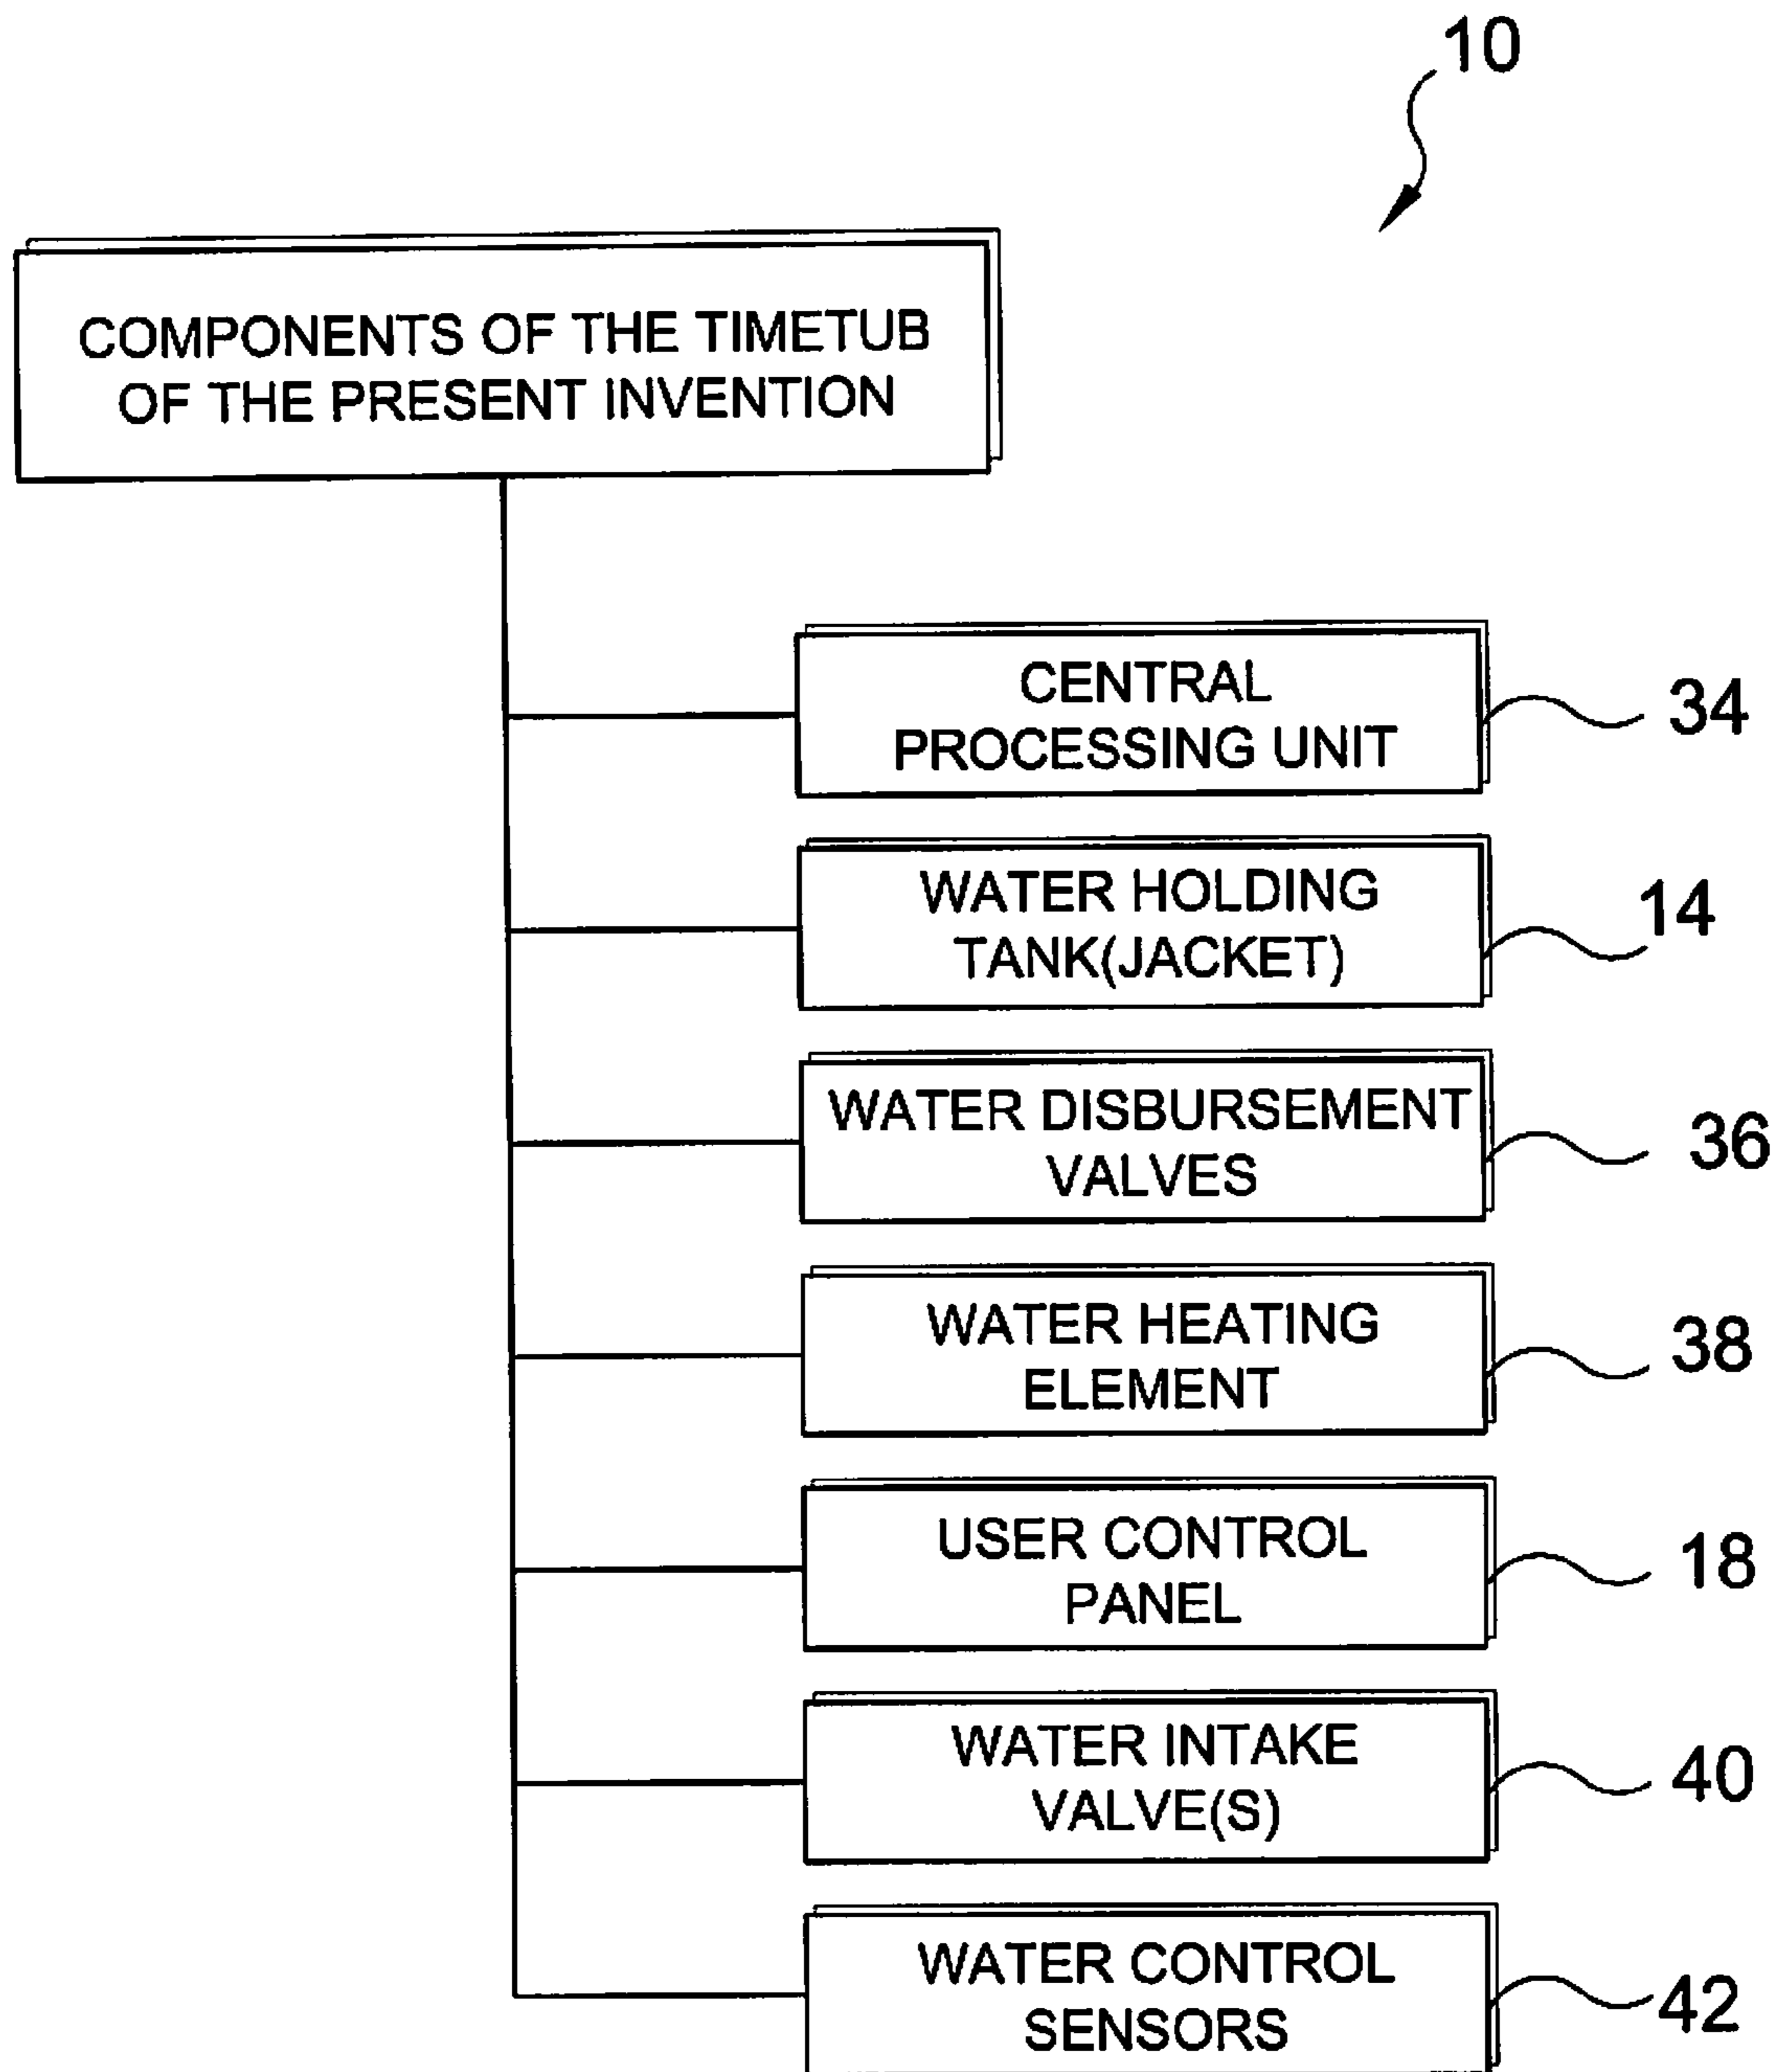 10
COMPONENTS OF THE TIMETUB
OF THE PRESENT INVENTION
CENTRAL
PROCESSING UNIT
34
WATER HOLDING
TANK(JACKET)
14
WATER DISBURSEMENT
VALVES
36
WATER HEATING
ELEMENT
38
USER CONTROL
PANEL
18
WATER INTAKE
VALVE(S)
40
WATER CONTROL
SENSORS
42